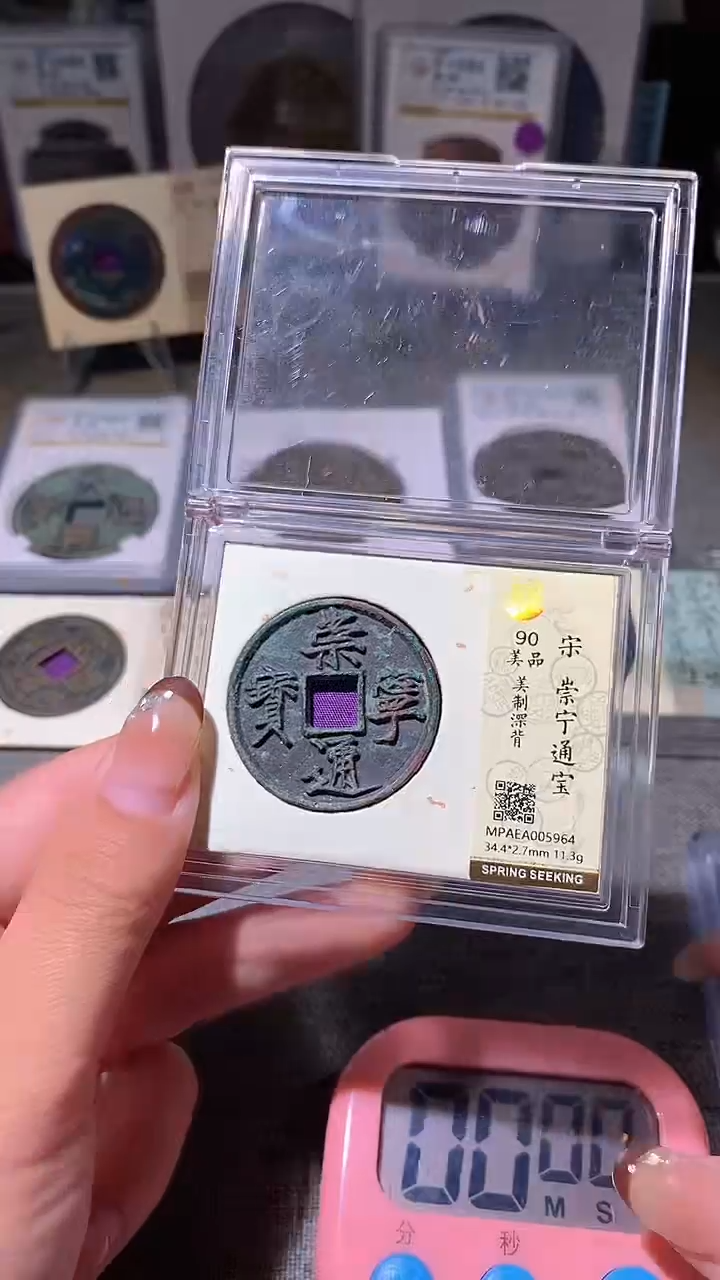 崇
寧
通
寶
90
美品
美制深背
宋 崇宁通宝
MPAEA005964
34.4*2.7mm 11.3g
SPRING SEEKING
00 00
M S
分 秒